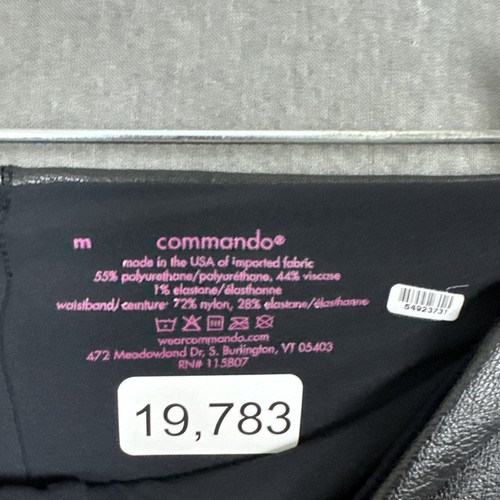 m commando®
made in the USA of imported fabric
55% polyurethane/polyuréthane, 44% viscose
1% elastane/élasthanne
waistband/ceinture 72% nylon, 28% elastane/élasthanne
wearcommando.com
472 Meadowland Dr, S. Burlington, VT 05403
RN# 115807
54923731
19,783